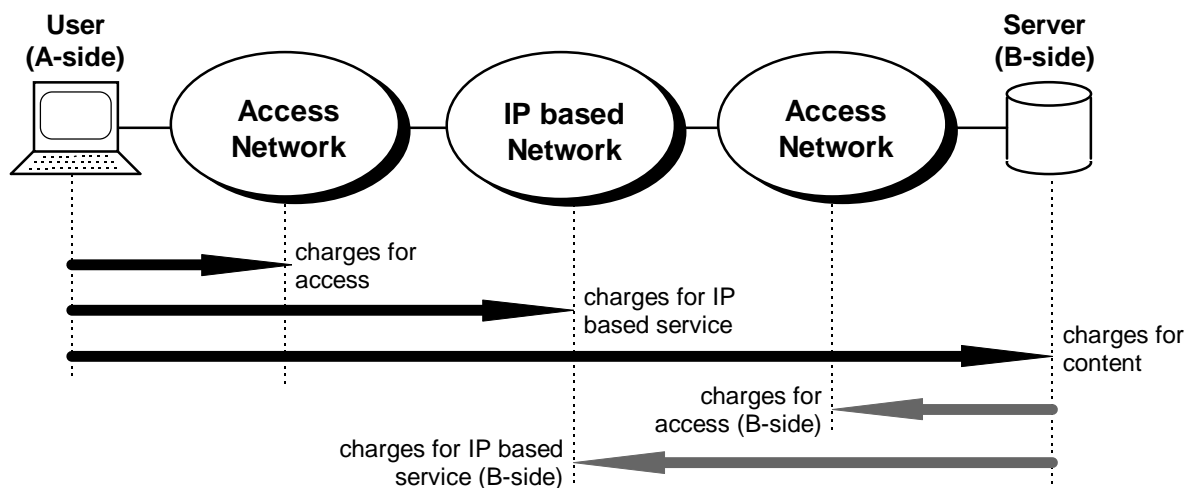 User
(A-side)
Server
(B-side)
Access
Network
IP based
Network
Access
Network
charges for
access
charges for IP
based service
charges for
content
charges for
access (B-side)
charges for IP based
service (B-side)